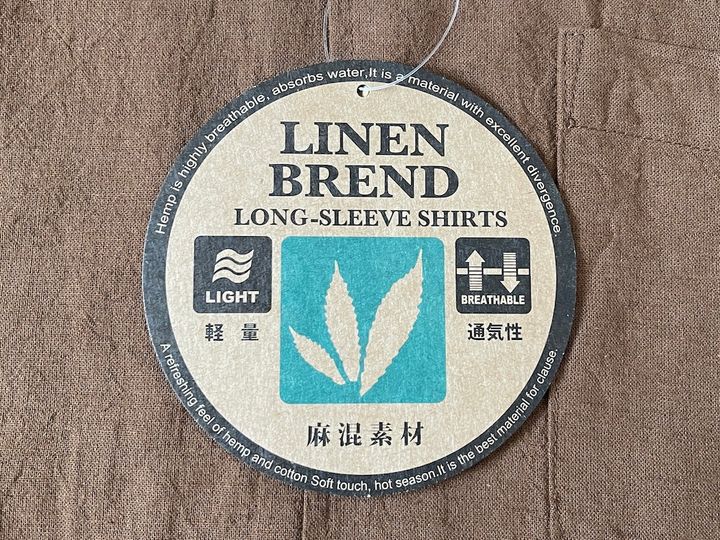 Hemp is highly breathable, absorbs water,It is a material with excellent divergence.
LINEN
BREND
LONG-SLEEVE SHIRTS
LIGHT
軽量
BREATHABLE
通気性
麻混素材
A refreshing feel of hemp and cotton Soft touch, hot season.It is the best material for clause.